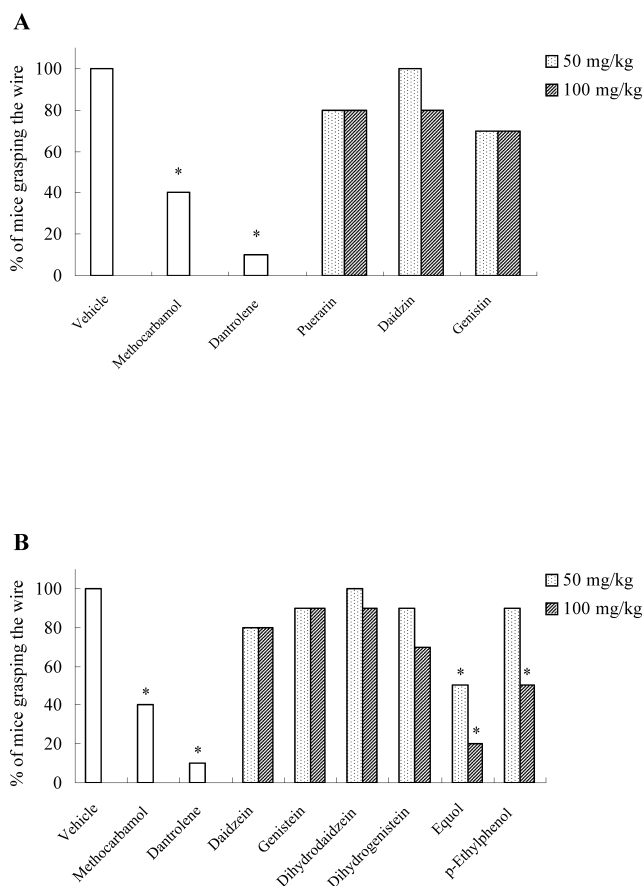 A
% of mice grasping the wire
100
80
60
40
20
0
*
*
50 mg/kg
100 mg/kg
Vehicle
Methocarbamol
Dantrolene
Puerarin
Daidzin
Genistin
B
% of mice grasping the wire
100
80
60
40
20
0
*
*
*
*
*
50 mg/kg
100 mg/kg
Vehicle
Methocarbamol
Dantrolene
Daidzein
Genistein
Dihydrodaidzein
Dihydrogenistein
Equol
p-Ethylphenol